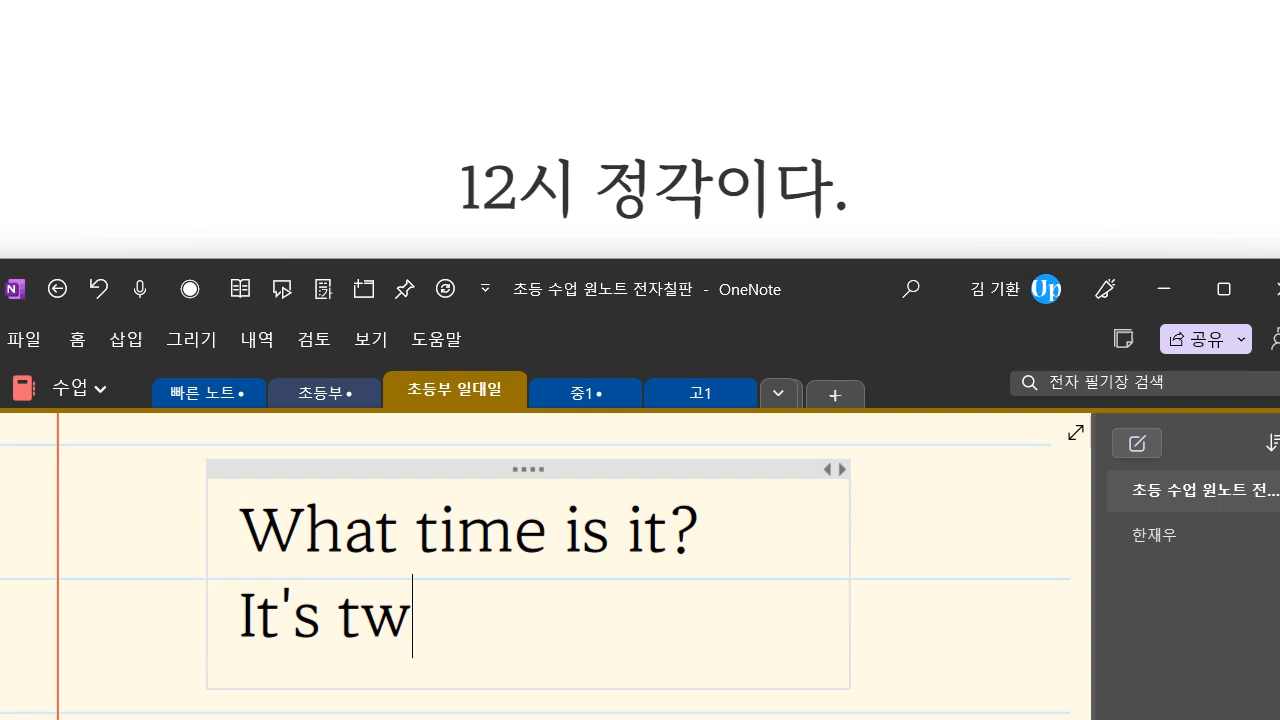 12시 정각이다.
초등 수업 원노트 전자칠판 - OneNote
김 기환
Up
파일 홈 삽입 그리기 내역 검토 보기 도움말
공유
수업
빠른 노트•
초등부•
초등부 일대일
중1•
고1
+
전자 필기장 검색
What time is it?
It's tw
초등 수업 원노트 전...
한재우